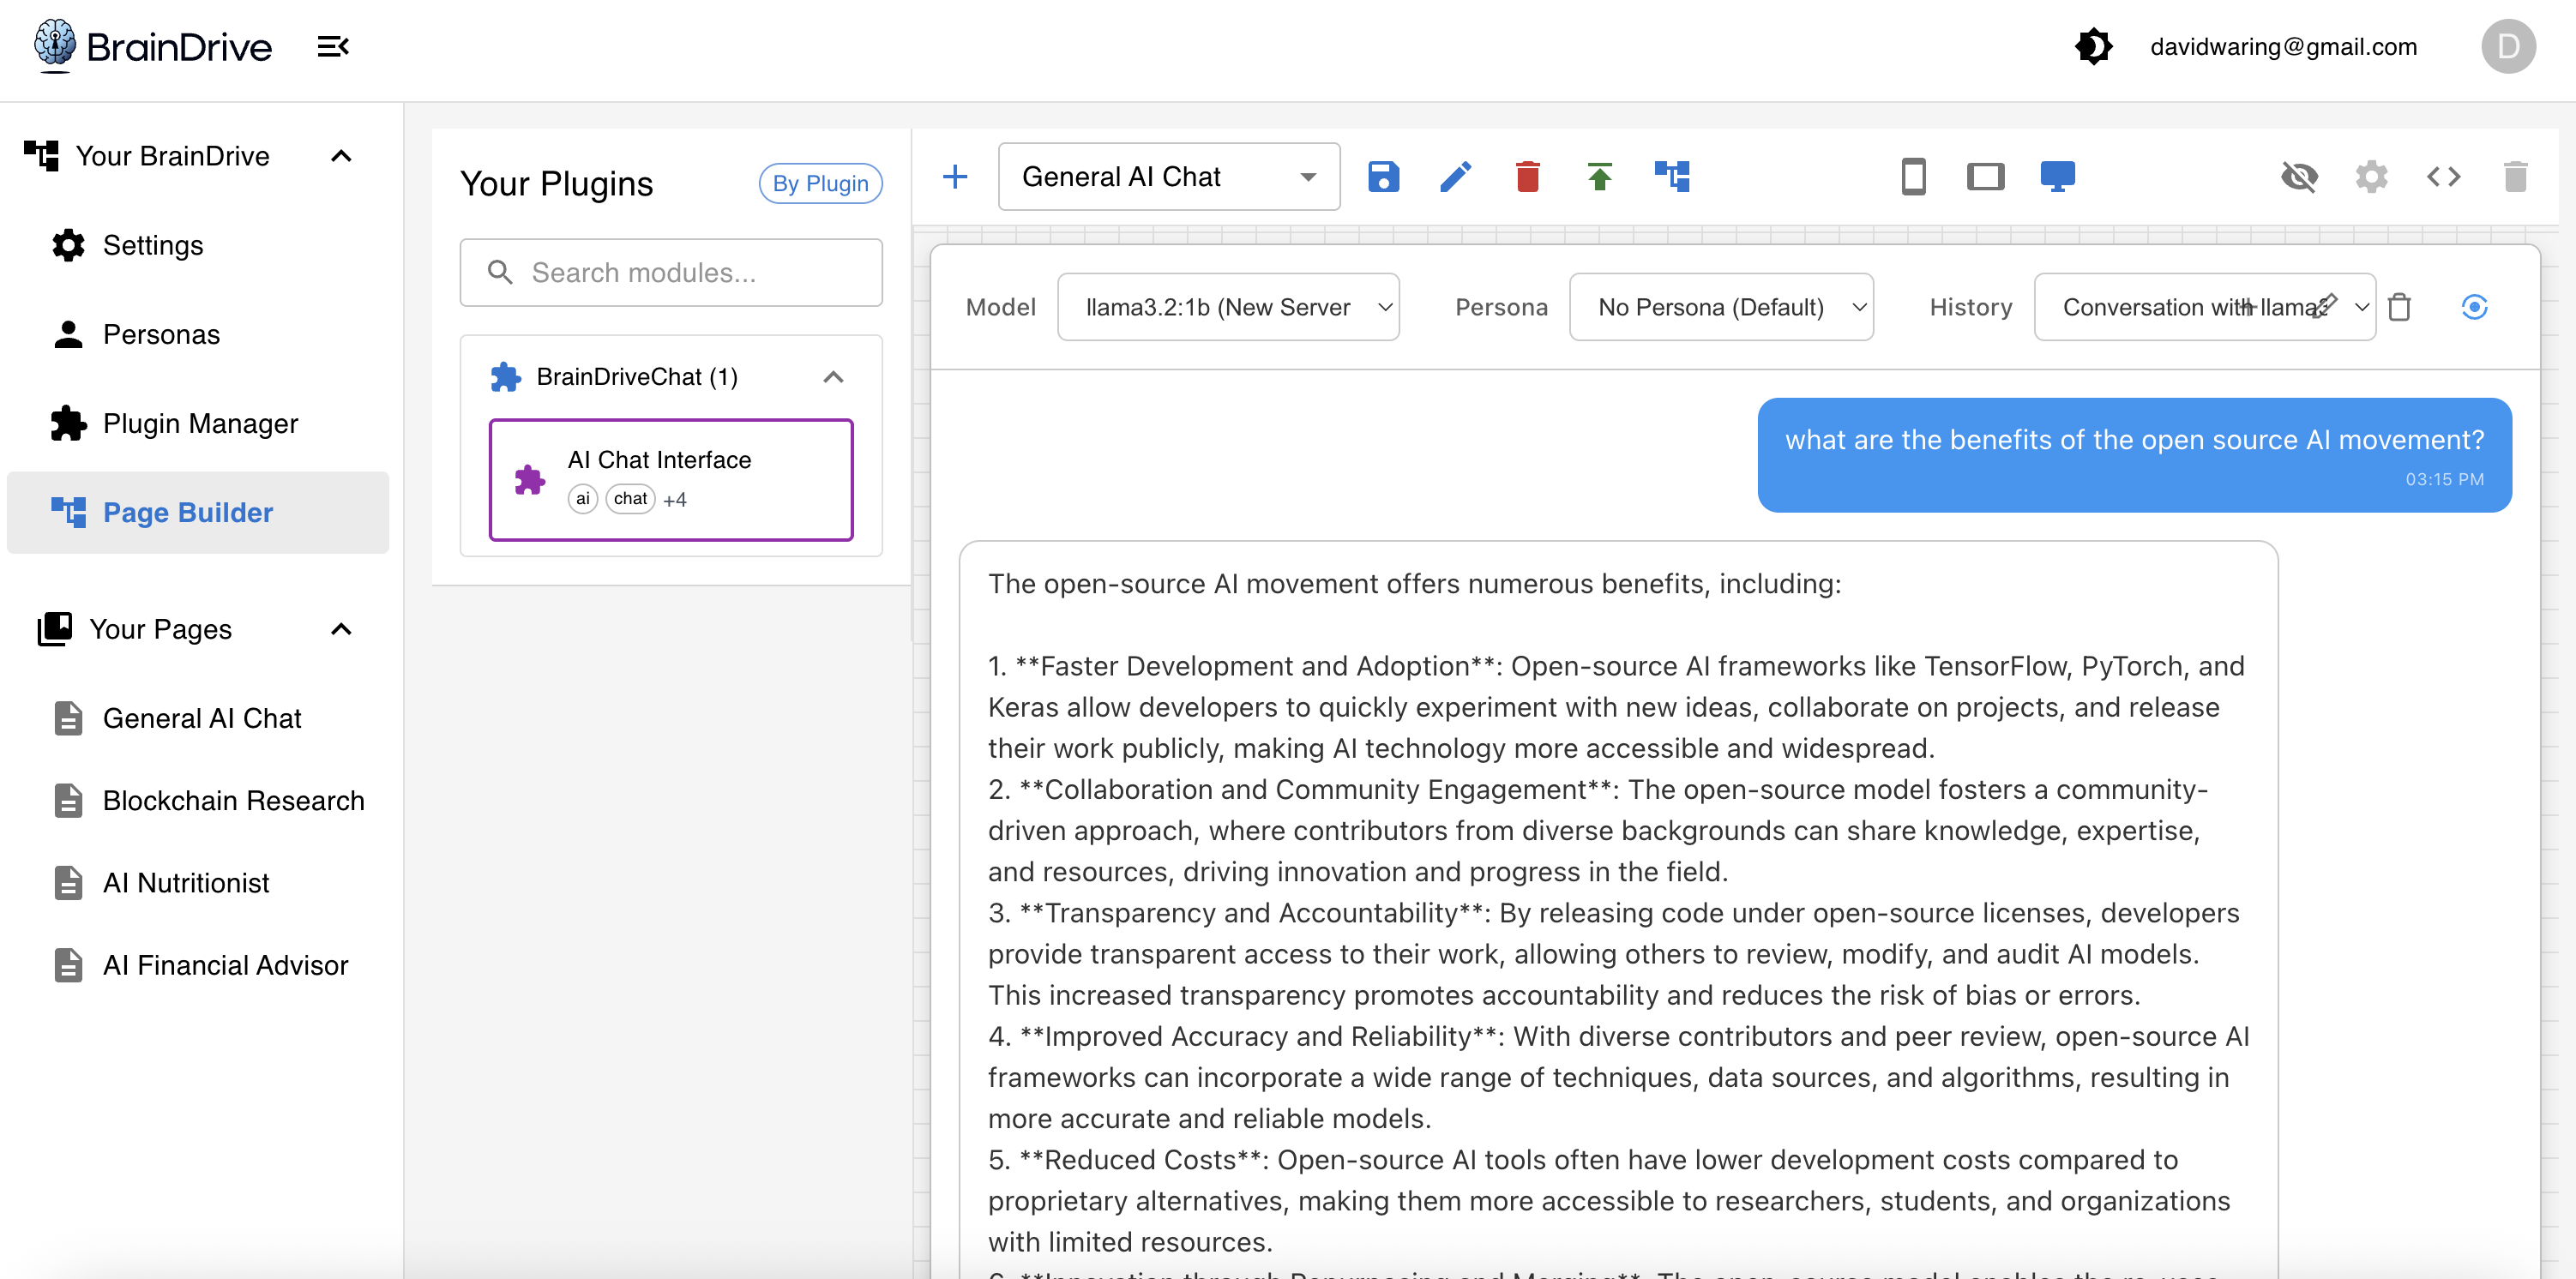 BrainDrive
davidwaring@gmail.com
D
Your BrainDrive
Settings
Personas
Plugin Manager
Page Builder
Your Pages
General AI Chat
Blockchain Research
AI Nutritionist
AI Financial Advisor
Your Plugins
By Plugin
Search modules...
BrainDriveChat (1)
AI Chat Interface
ai chat +4
General AI Chat
Model
llama3.2:1b (New Server
Persona
No Persona (Default)
History
Conversation with llama3
what are the benefits of the open source AI movement?
03:15 PM
The open-source AI movement offers numerous benefits, including:
1. **Faster Development and Adoption**: Open-source AI frameworks like TensorFlow, PyTorch, and
Keras allow developers to quickly experiment with new ideas, collaborate on projects, and release
their work publicly, making AI technology more accessible and widespread.
2. **Collaboration and Community Engagement**: The open-source model fosters a community-
driven approach, where contributors from diverse backgrounds can share knowledge, expertise,
and resources, driving innovation and progress in the field.
3. **Transparency and Accountability**: By releasing code under open-source licenses, developers
provide transparent access to their work, allowing others to review, modify, and audit AI models.
This increased transparency promotes accountability and reduces the risk of bias or errors.
4. **Improved Accuracy and Reliability**: With diverse contributors and peer review, open-source AI
frameworks can incorporate a wide range of techniques, data sources, and algorithms, resulting in
more accurate and reliable models.
5. **Reduced Costs**: Open-source AI tools often have lower development costs compared to
proprietary alternatives, making them more accessible to researchers, students, and organizations
with limited resources.